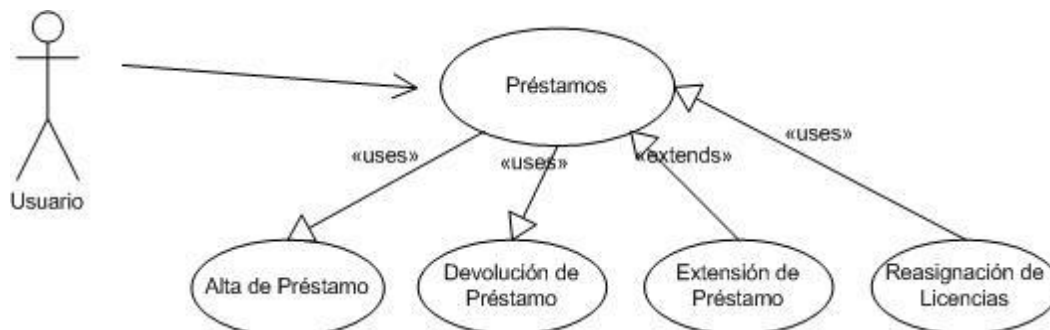 Préstamos
«uses»
«uses»
«extends»
«uses»
Usuario
Alta de Préstamo
Devolución de
Préstamo
Extensión de
Préstamo
Reasignación de
Licencias